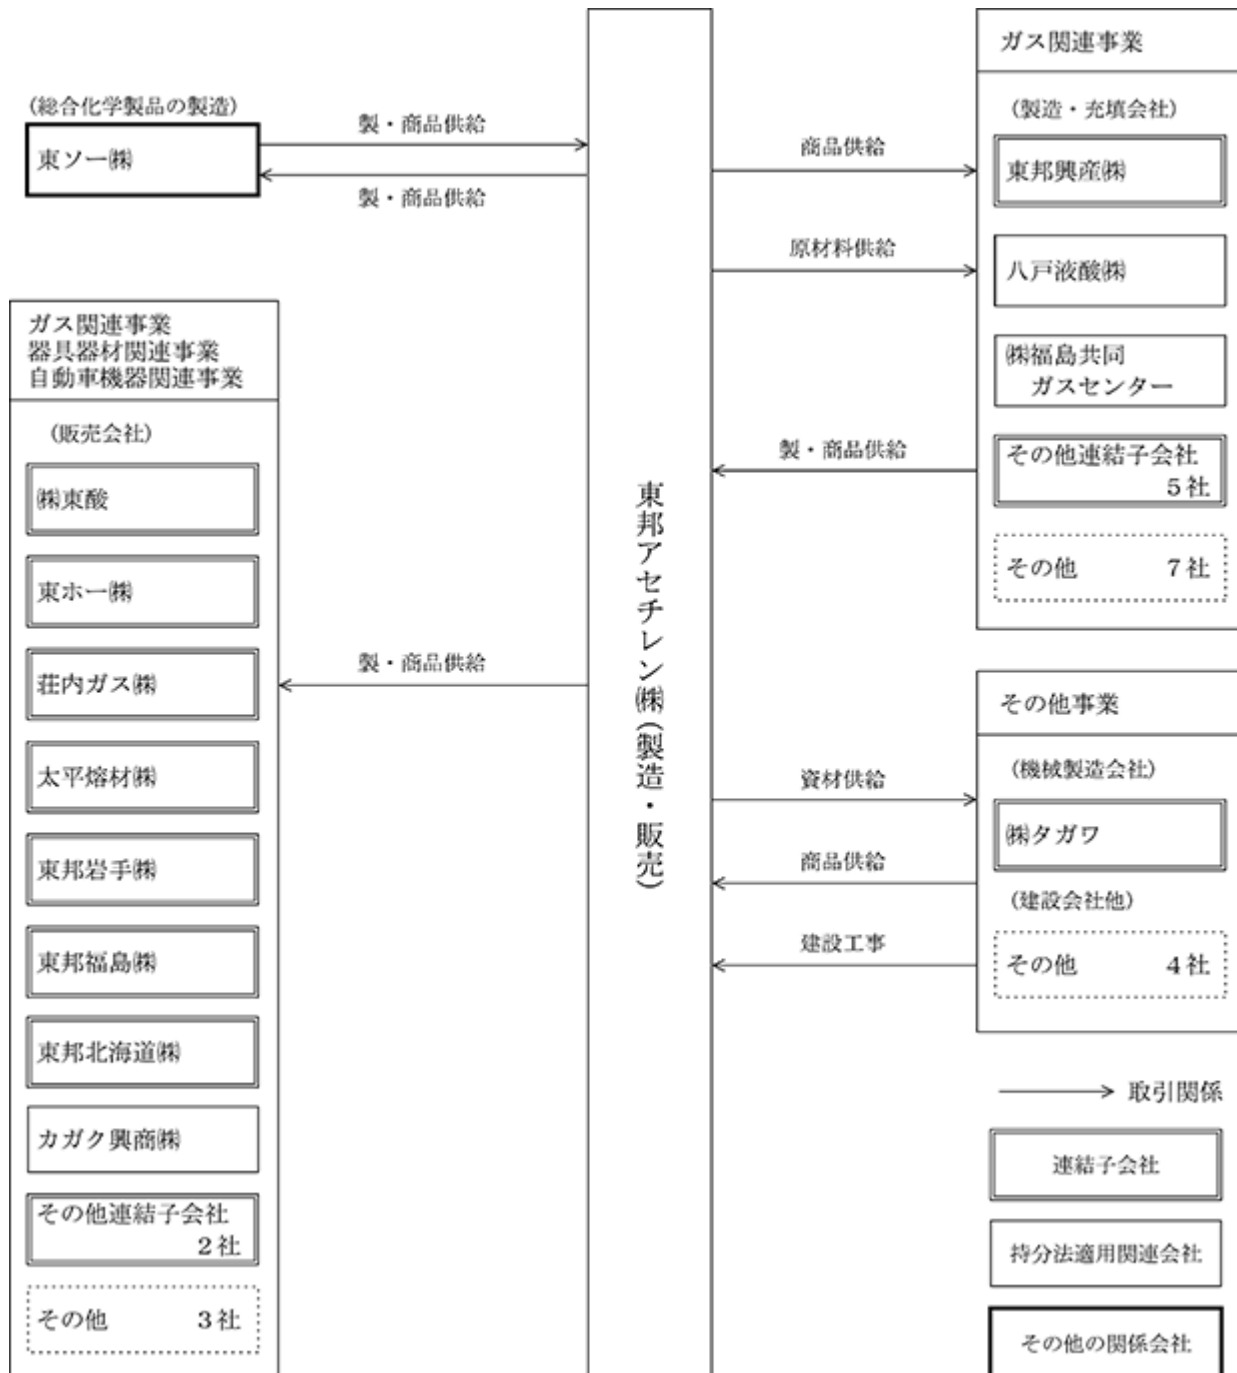 (総合化学製品の製造)
東ソー㈱
製・商品供給
製・商品供給
ガス関連事業
器具器材関連事業
自動車機器関連事業
(販売会社)
㈱東酸
東ホー㈱
荘内ガス㈱
太平熔材㈱
東邦岩手㈱
東邦福島㈱
東邦北海道㈱
カガク興商㈱
その他連結子会社
2社
その他 3社
製・商品供給
東邦アセチレン㈱(製造・販売)
商品供給
原材料供給
製・商品供給
ガス関連事業
(製造・充填会社)
東邦興産㈱
八戸液酸㈱
㈱福島共同
ガスセンター
その他連結子会社
5社
その他 7社
資材供給
商品供給
建設工事
その他事業
(機械製造会社)
㈱タガワ
(建設会社他)
その他 4社
取引関係
連結子会社
持分法適用関連会社
その他の関係会社